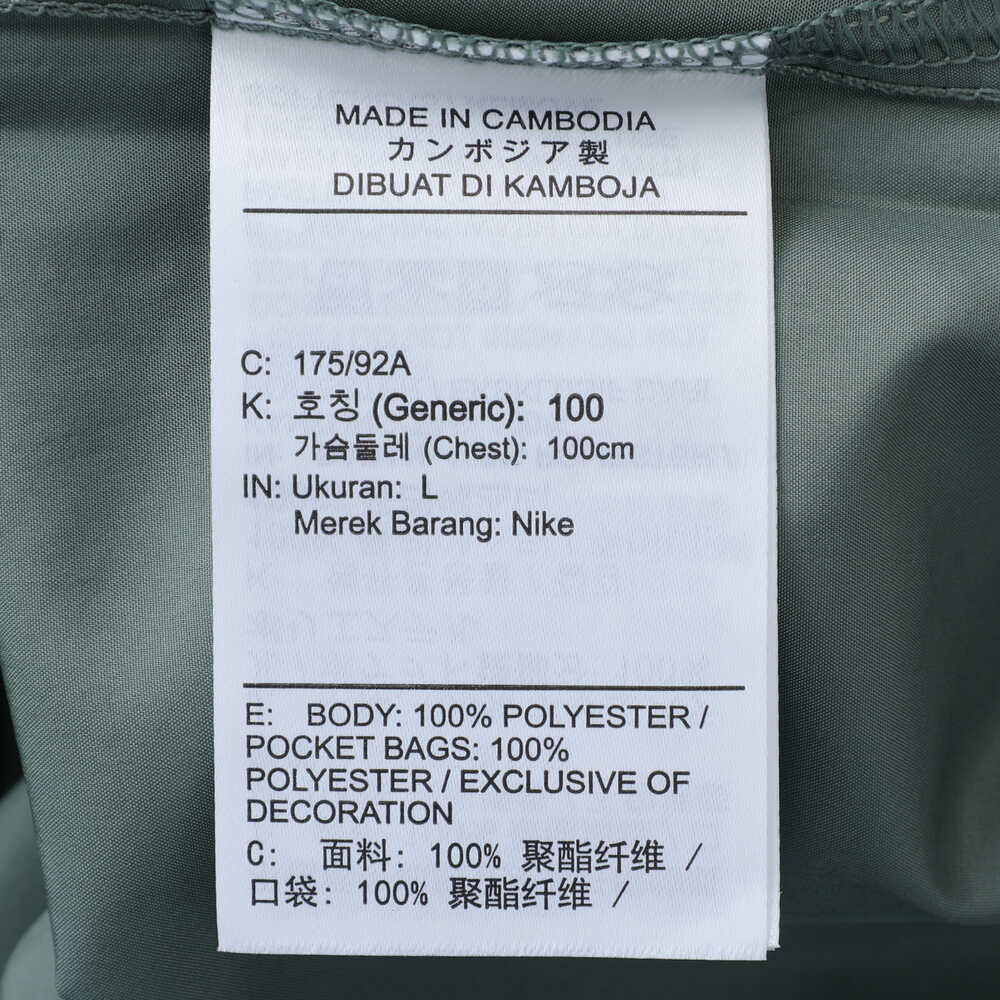 MADE IN CAMBODIA
カンボジア製
DIBUAT DI KAMBOJA
C: 175/92A
K: 호칭 (Generic): 100
가슴둘레 (Chest): 100cm
IN: Ukuran: L
Merek Barang: Nike
E: BODY: 100% POLYESTER /
POCKET BAGS: 100%
POLYESTER / EXCLUSIVE OF
DECORATION
C: 面料: 100% 聚酯纤维 /
口袋: 100% 聚酯纤维 /